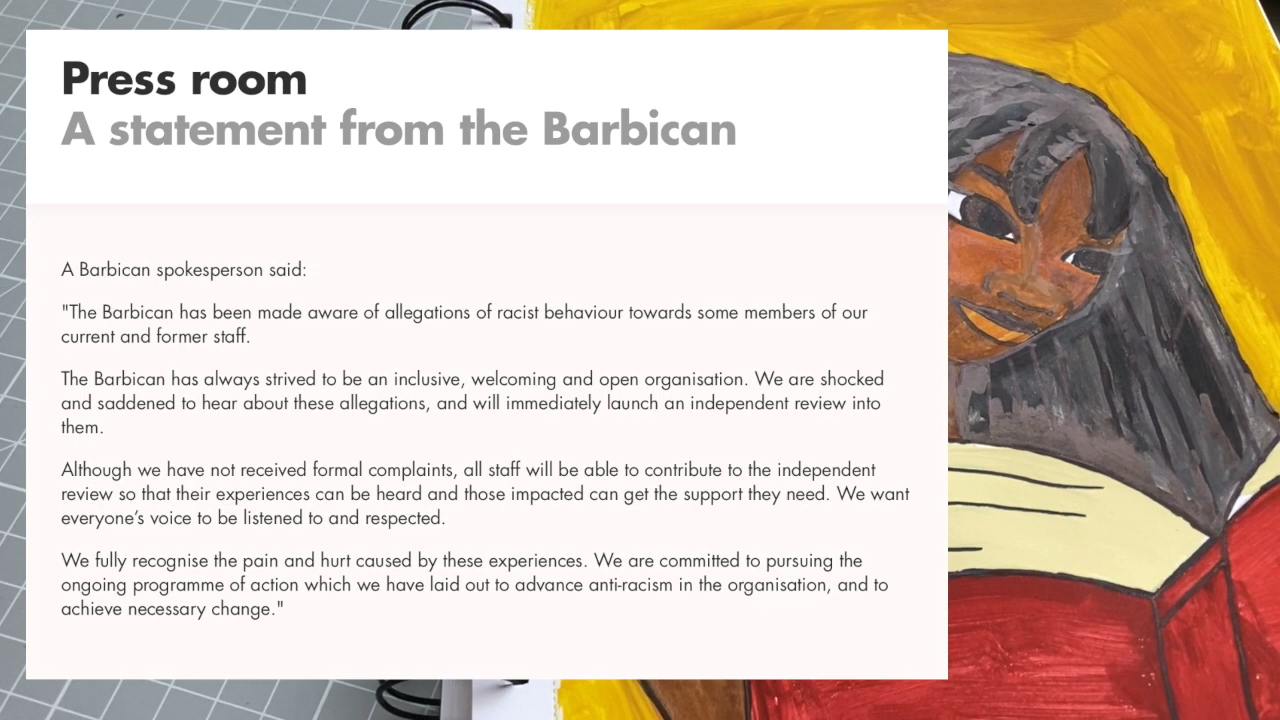 Press room
A statement from the Barbican
A Barbican spokesperson said:
"The Barbican has been made aware of allegations of racist behaviour towards some members of our
current and former staff.
The Barbican has always strived to be an inclusive, welcoming and open organisation. We are shocked
and saddened to hear about these allegations, and will immediately launch an independent review into
them.
Although we have not received formal complaints, all staff will be able to contribute to the independent
review so that their experiences can be heard and those impacted can get the support they need. We want
everyone’s voice to be listened to and respected.
We fully recognise the pain and hurt caused by these experiences. We are committed to pursuing the
ongoing programme of action which we have laid out to advance anti-racism in the organisation, and to
achieve necessary change."